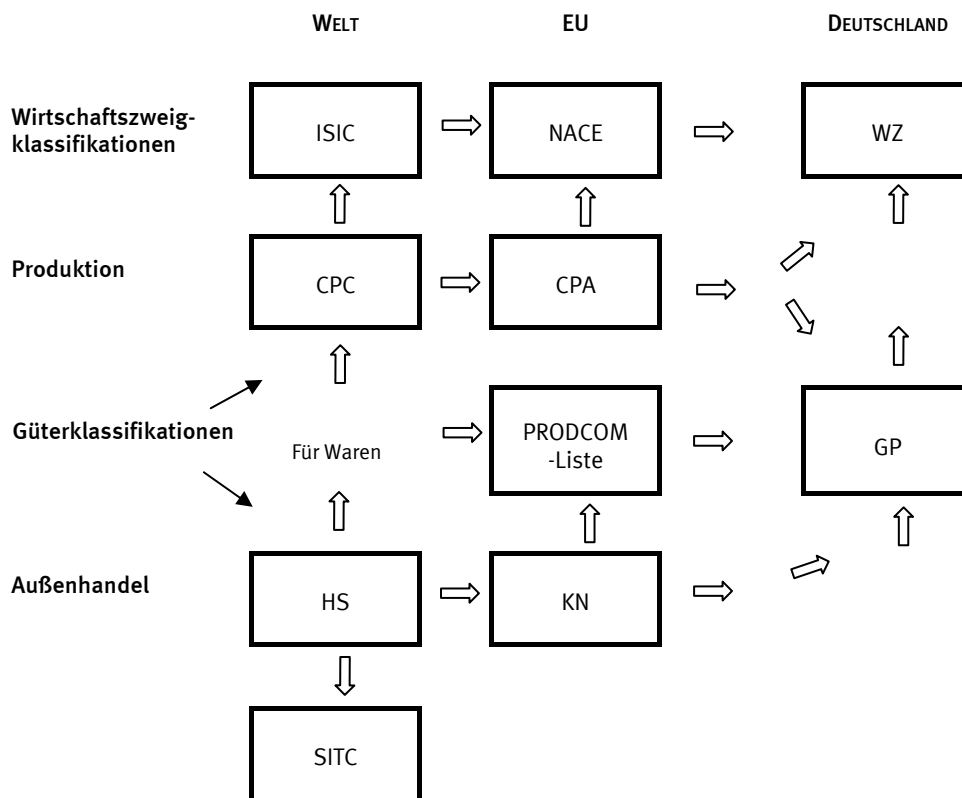 WELT EU DEUTSCHLAND
Wirtschaftszweig-
klassifikationen
ISIC NACE WZ
Produktion
CPC CPA
Güterklassifikationen
Für Waren
PRODCOM
-Liste
GP
Außenhandel
HS KN
SITC